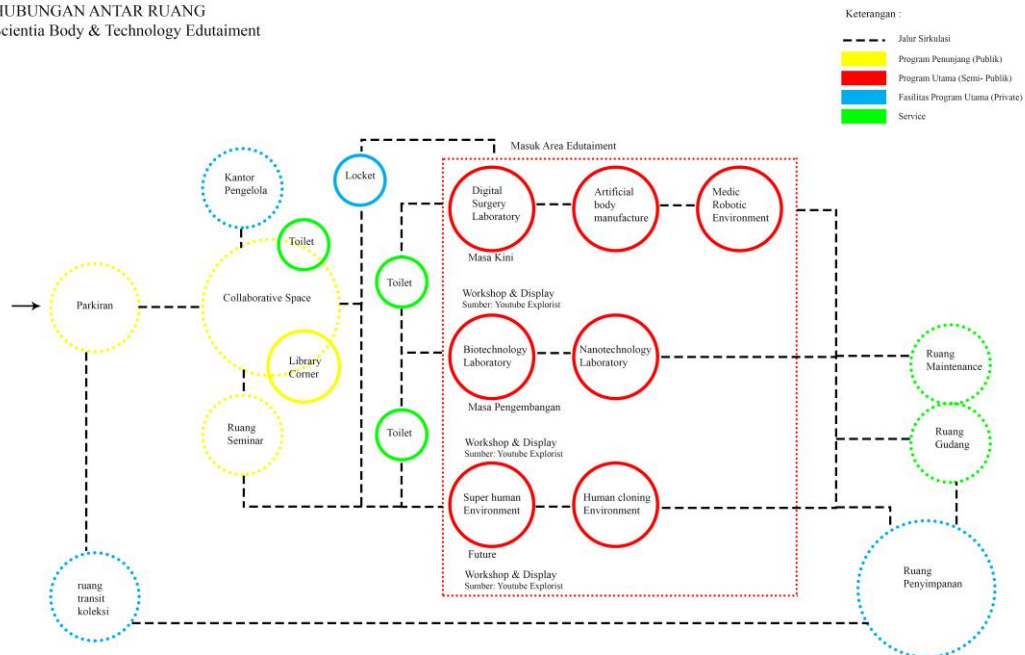 HUBUNGAN ANTAR RUANG
Scientia Body & Technology Edutaiment
Keterangan :
Jalur Sirkulasi
Program Penunjang (Publik)
Program Utama (Semi- Publik)
Fasilitas Program Utama (Private)
Service
Masuk Area Edutaiment
Kantor
Pengelola
Locket
Toilet
Parkiran
Collaborative Space
Library
Corner
Ruang
Seminar
ruang
transit
koleksi
Toilet
Toilet
Digital
Surgery
Laboratory
Artificial
body
manufacture
Medic
Robotic
Environment
Masa Kini
Workshop & Display
Sumber: Youtube Explorist
Biotechnology
Laboratory
Nanotechnology
Laboratory
Masa Pengembangan
Workshop & Display
Sumber: Youtube Explorist
Super human
Environment
Human cloning
Environment
Future
Workshop & Display
Sumber: Youtube Explorist
Ruang
Maintenance
Ruang
Gudang
Ruang
Penyimpanan